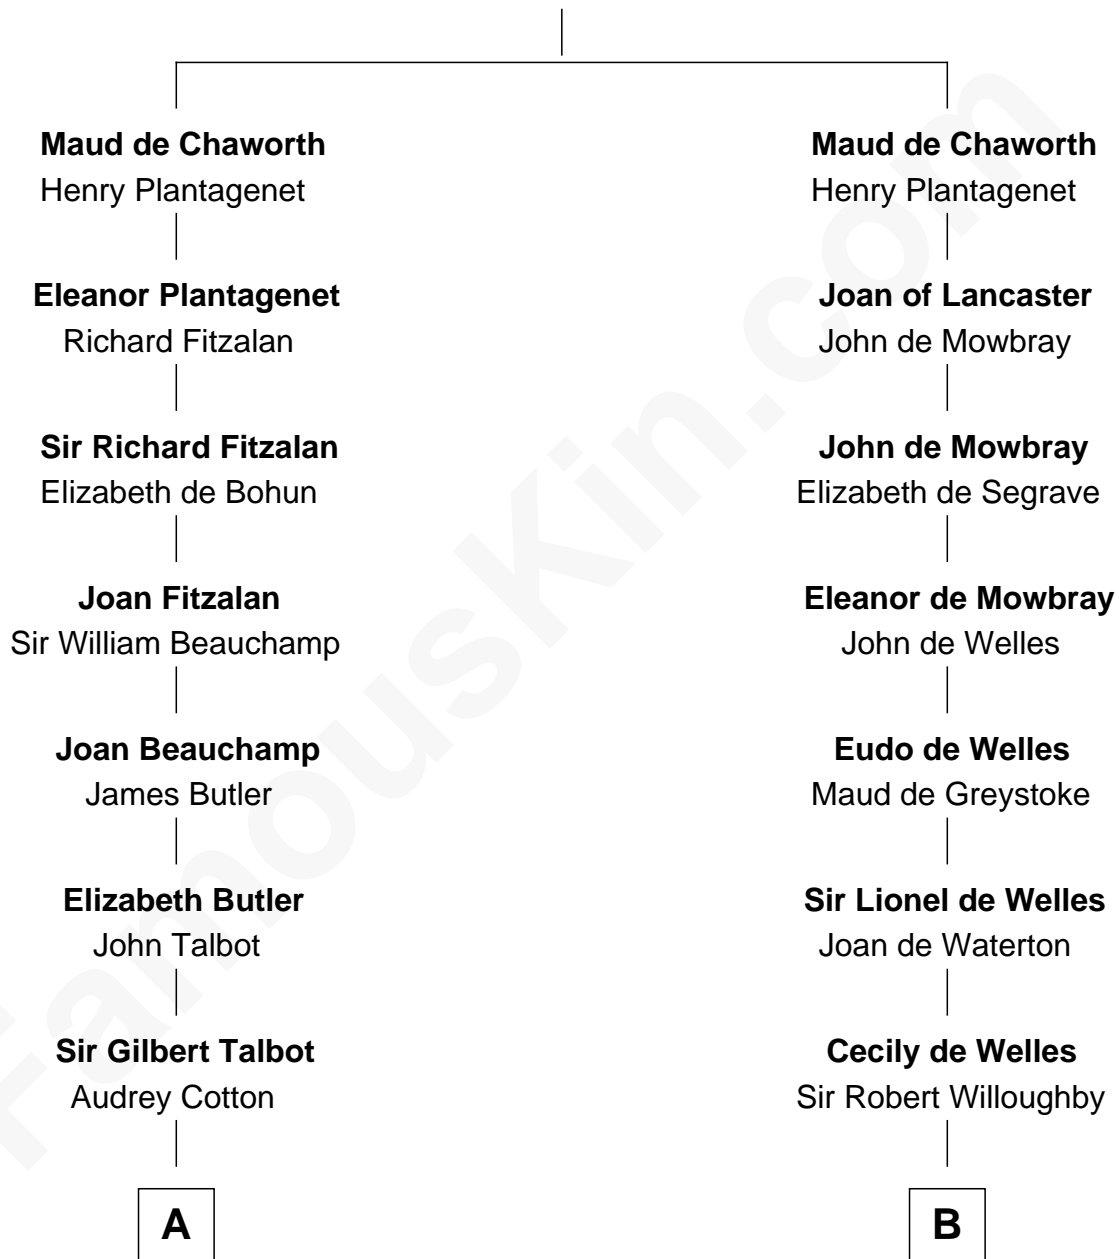 Maud de Chaworth
Henry Plantagenet
Eleanor Plantagenet
Richard Fitzalan
Sir Richard Fitzalan
Elizabeth de Bohun
Joan Fitzalan
Sir William Beauchamp
Joan Beauchamp
James Butler
Elizabeth Butler
John Talbot
Sir Gilbert Talbot
Audrey Cotton
A
Maud de Chaworth
Henry Plantagenet
Joan of Lancaster
John de Mowbray
John de Mowbray
Elizabeth de Segrave
Eleanor de Mowbray
John de Welles
Eudo de Welles
Maud de Greystoke
Sir Lionel de Welles
Joan de Waterton
Cecily de Welles
Sir Robert Willoughby
B
FamousKin.com